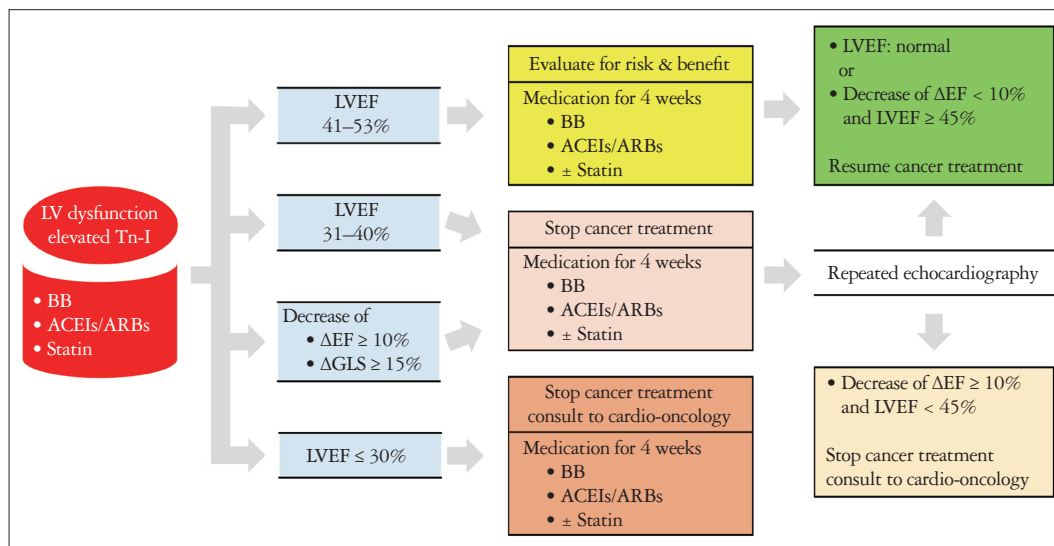 LV dysfunction
elevated Tn-I
• BB
• ACEIs/ARBs
• Statin
LVEF
41–53%
LVEF
31–40%
Decrease of
• ΔEF ≥ 10%
• ΔGLS ≥ 15%
LVEF ≤ 30%
Evaluate for risk & benefit
Medication for 4 weeks
• BB
• ACEIs/ARBs
• ± Statin
Stop cancer treatment
Medication for 4 weeks
• BB
• ACEIs/ARBs
• ± Statin
Stop cancer treatment
consult to cardio-oncology
Medication for 4 weeks
• BB
• ACEIs/ARBs
• ± Statin
• LVEF: normal
or
• Decrease of ΔEF < 10%
and LVEF ≥ 45%
Resume cancer treatment
Repeated echocardiography
• Decrease of ΔEF ≥ 10%
and LVEF < 45%
Stop cancer treatment
consult to cardio-oncology